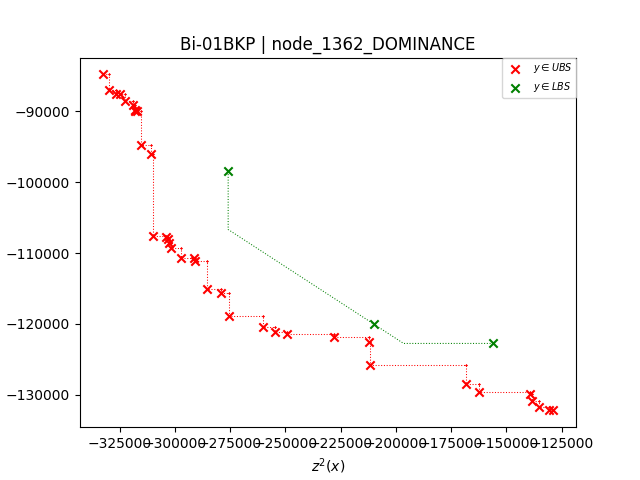 Bi-01BKP | node_1362_DOMINANCE
y ∈ UBS
y ∈ LBS
−90000
−100000
−110000
−120000
−130000
−325000 −300000 −275000 −250000 −225000 −200000 −175000 −150000 −125000
z²(x)